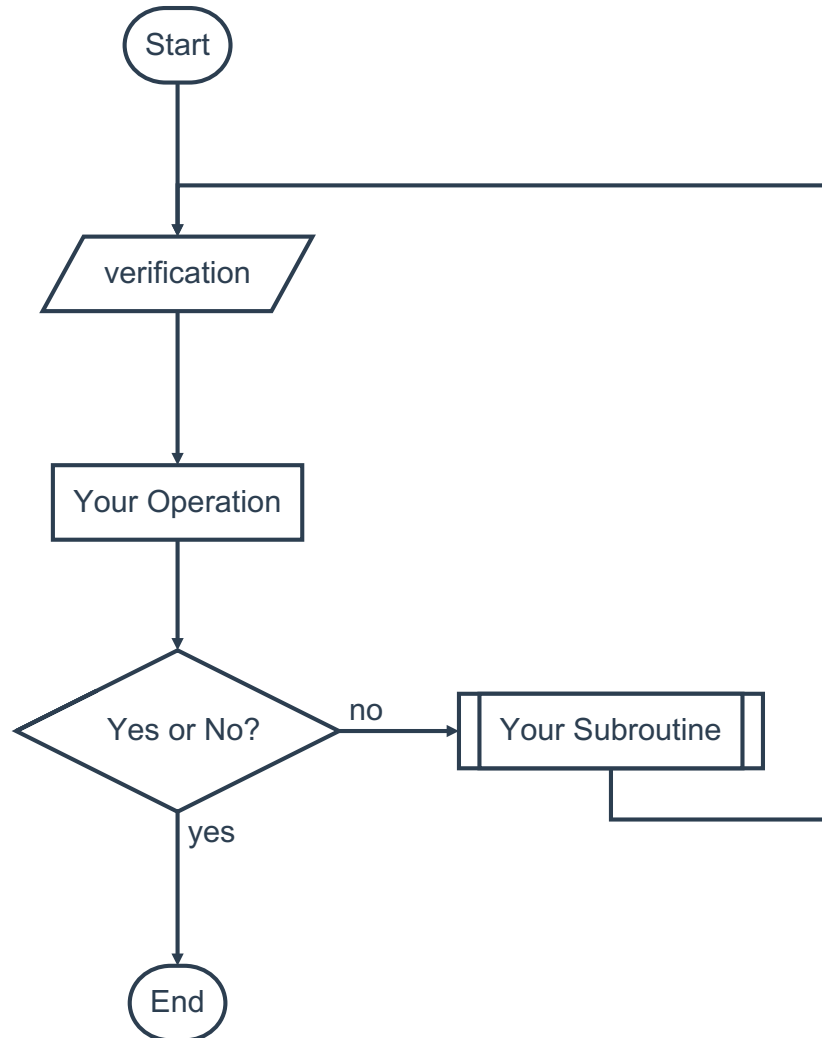 Start
verification
Your Operation
Yes or No?
no
Your Subroutine
yes
End